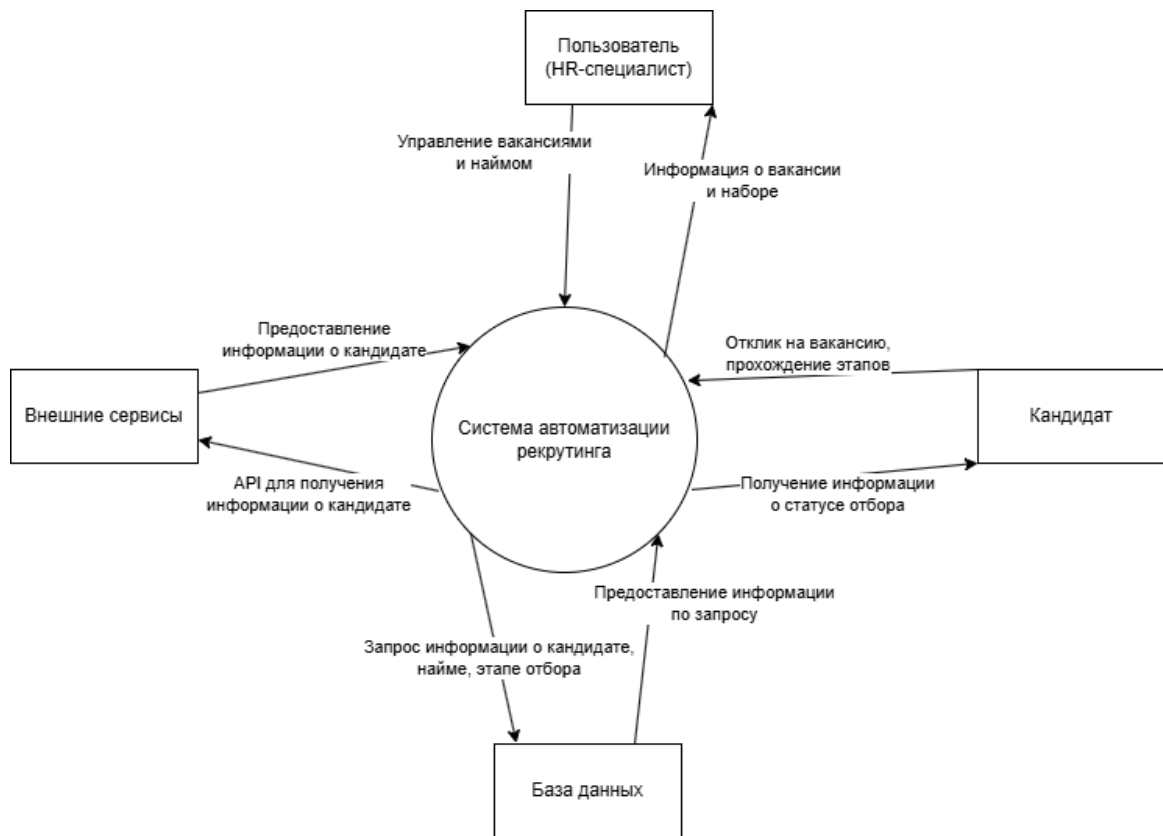 Пользователь
(HR-специалист)
Управление вакансиями
и наймом
Информация о вакансии
и наборе
Предоставление
информации о кандидате
Отклик на вакансию,
прохождение этапов
Внешние сервисы
Система автоматизации
рекрутинга
Кандидат
API для получения
информации о кандидате
Получение информации
о статусе отбора
Предоставление информации
по запросу
Запрос информации о кандидате,
найме, этапе отбора
База данных